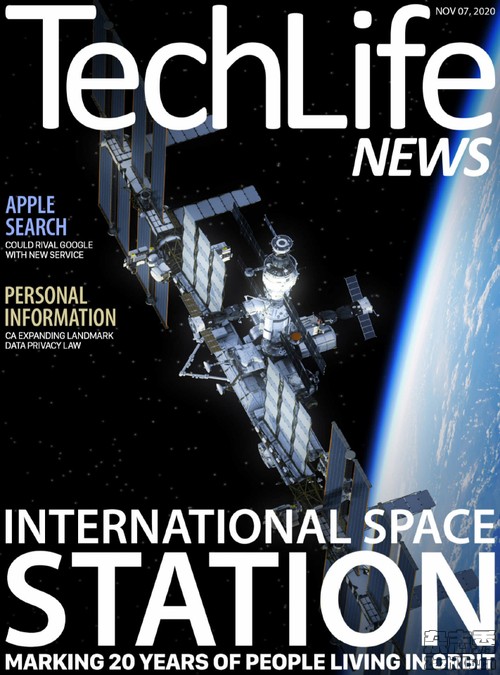 NOV 07, 2020
TechLife
NEWS
APPLE
SEARCH
COULD RIVAL GOOGLE
WITH NEW SERVICE
PERSONAL
INFORMATION
CA EXPANDING LANDMARK
DATA PRIVACY LAW
INTERNATIONAL SPACE
STATION
MARKING 20 YEARS OF PEOPLE LIVING IN ORBIT